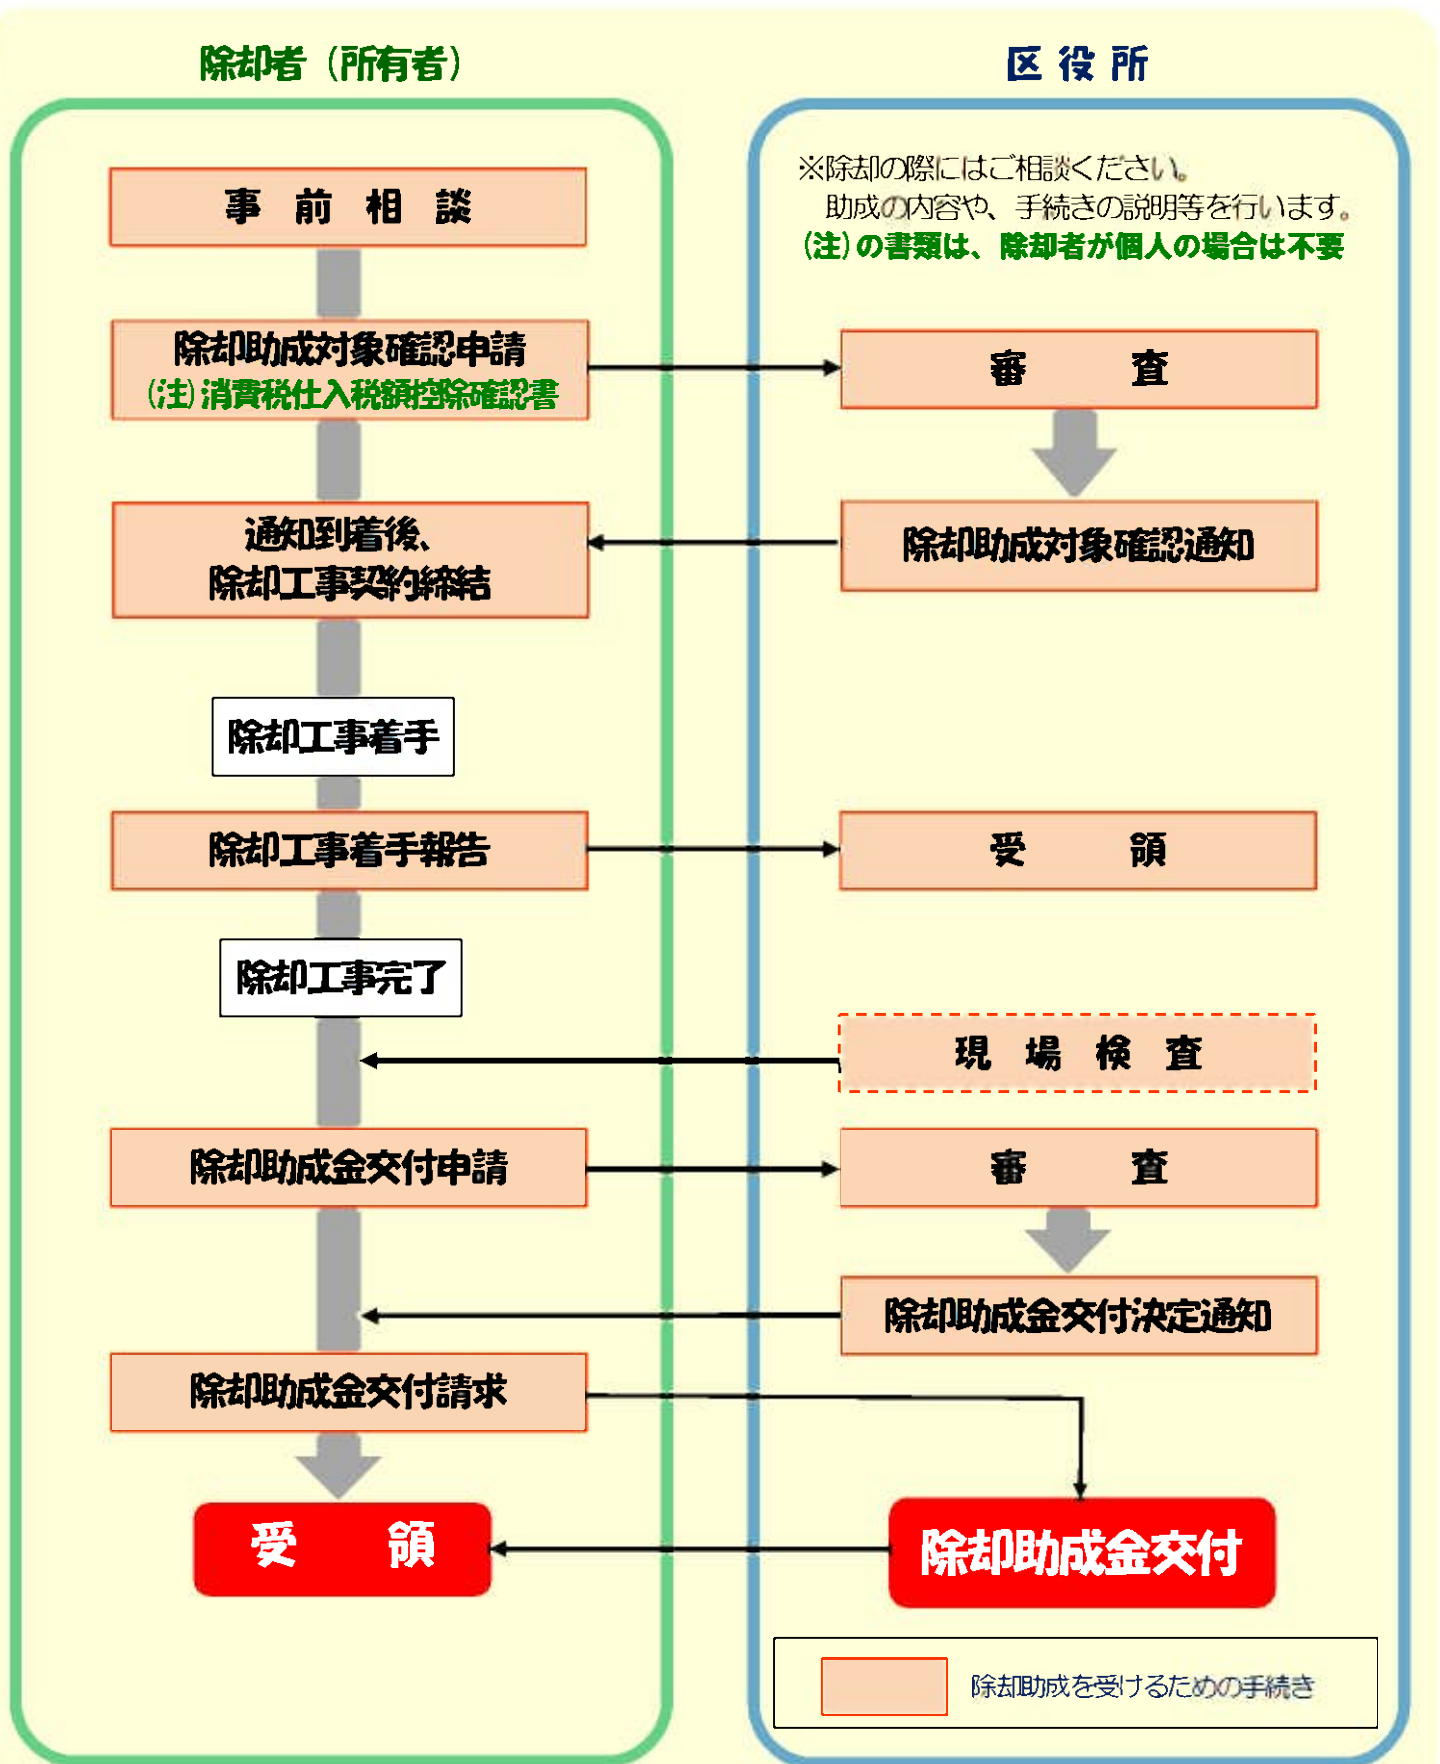 除却者（所有者）
区役所
※除却の際にはご相談ください。
助成の内容や、手続きの説明等を行います。
(注)の書類は、除却者が個人の場合は不要
事前相談
除却助成対象確認申請
(注)消費税仕入税額控除確認書
審査
通知到着後、
除却工事契約締結
除却助成対象確認通知
除却工事着手
除却工事着手報告
受領
除却工事完了
現場検査
除却助成金交付申請
審査
除却助成金交付決定通知
除却助成金交付請求
受領
除却助成金交付
除却助成を受けるための手続き